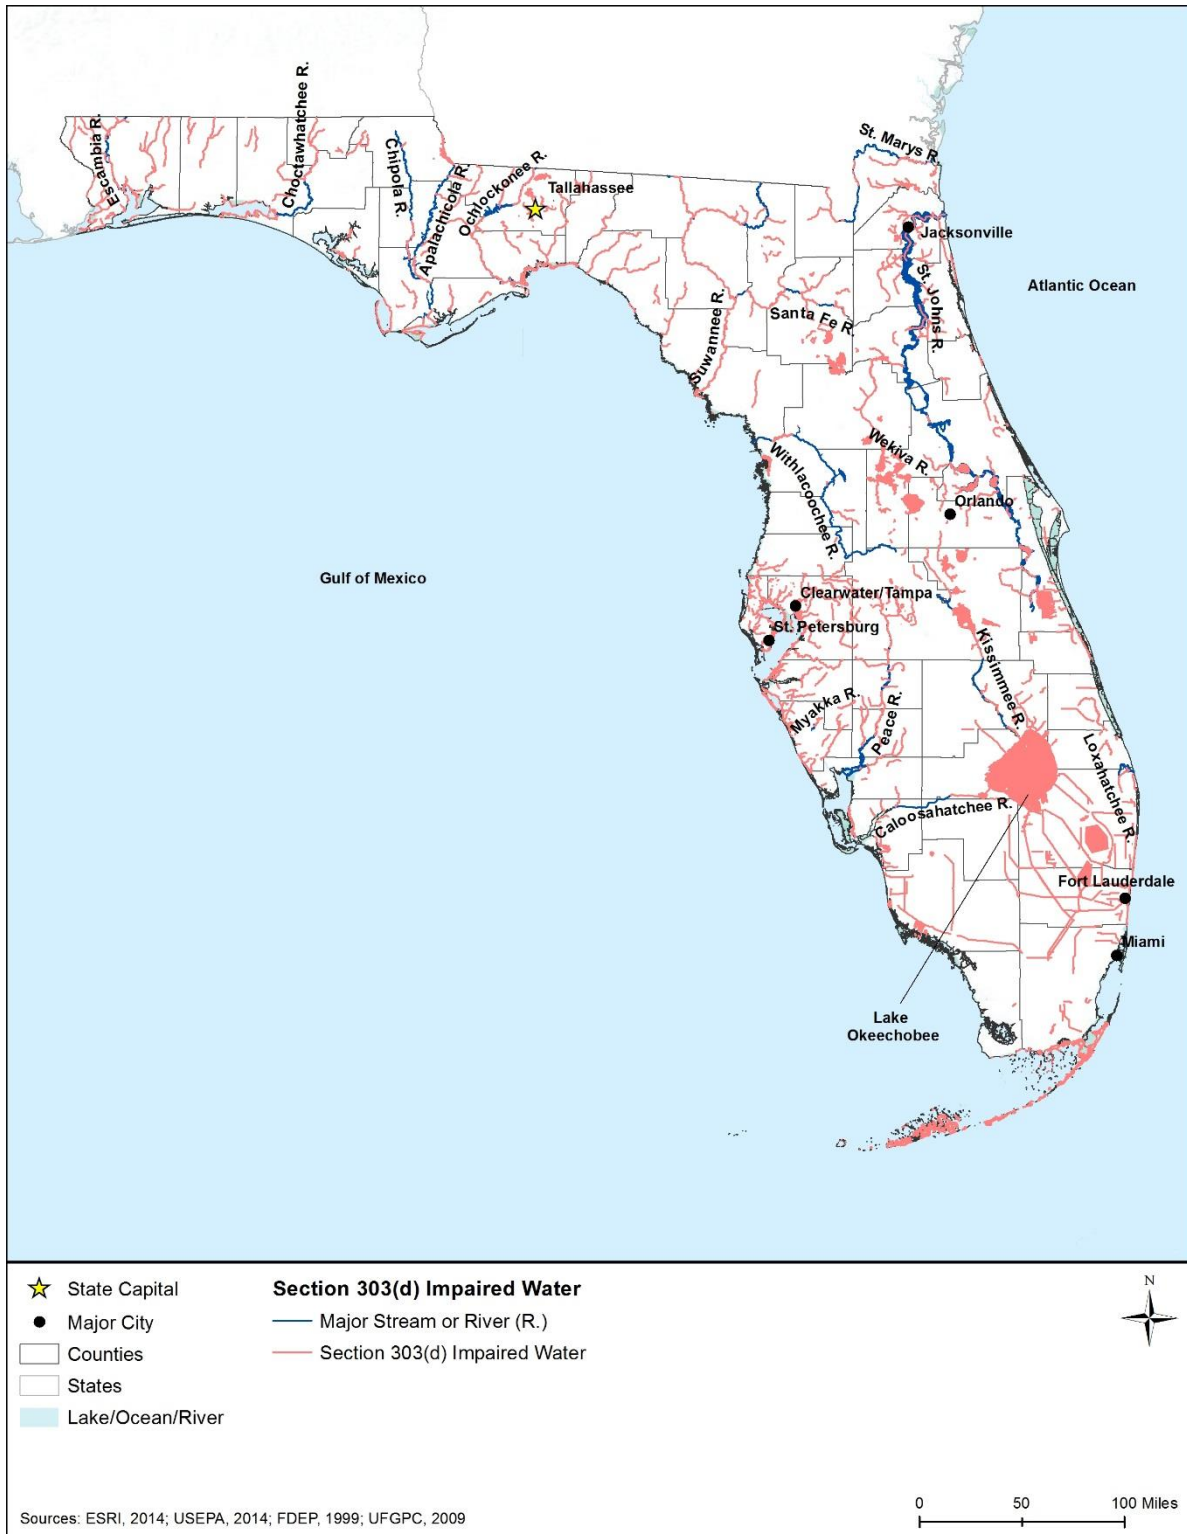 Choctawhatchee R.
Escambia R.
Chipola R.
Apalachicola R.
Ochlockonee R.
Tallahassee
St. Marys R.
Jacksonville
St. Johns R.
Atlantic Ocean
Santa Fe R.
Suwannee R.
Wekiva R.
Withlacoochee R.
Orlando
Gulf of Mexico
Clearwater/Tampa
St. Petersburg
Kissimmee R.
Myakka R.
Peace R.
Loxahatchee R.
Caloosahatchee R.
Fort Lauderdale
Miami
Lake
Okeechobee
State Capital
Major City
Counties
States
Lake/Ocean/River
Section 303(d) Impaired Water
Major Stream or River (R.)
Section 303(d) Impaired Water
N
0 50 100 Miles
Sources: ESRI, 2014; USEPA, 2014; FDEP, 1999; UFGPC, 2009